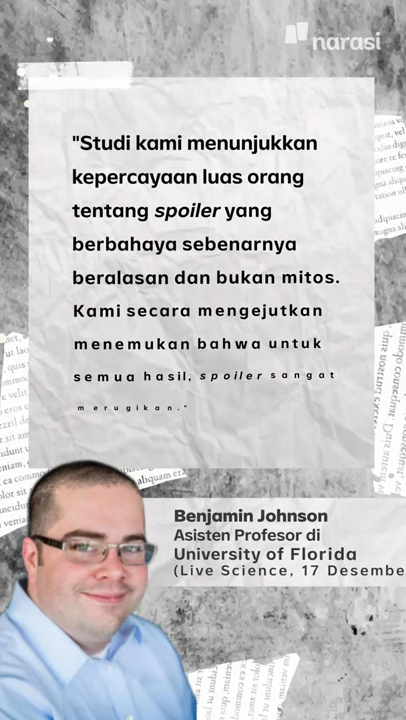 narasi
"Studi kami menunjukkan
kepercayaan luas orang
tentang spoiler yang
berbahaya sebenarnya
beralasan dan bukan mitos.
Kami secara mengejutkan
menemukan bahwa untuk
semua hasil, spoiler sangat
merugikan."
Benjamin Johnson
Asisten Profesor di
University of Florida
(Live Science, 17 Desembe